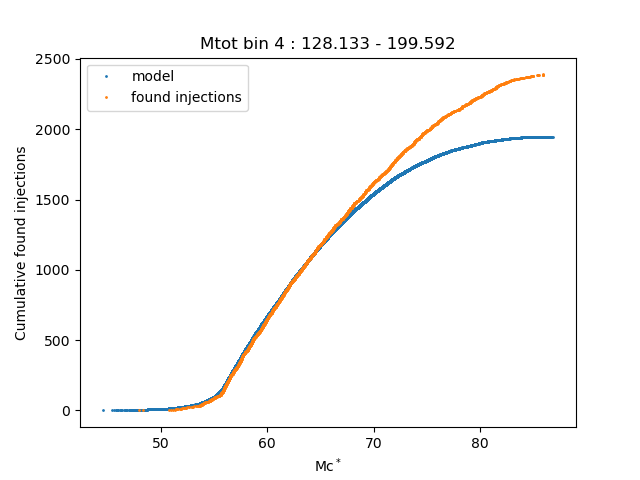 Mtot bin 4 : 128.133 - 199.592
model
found injections
Cumulative found injections
2500
2000
1500
1000
500
0
50 60 70 80
Mc*